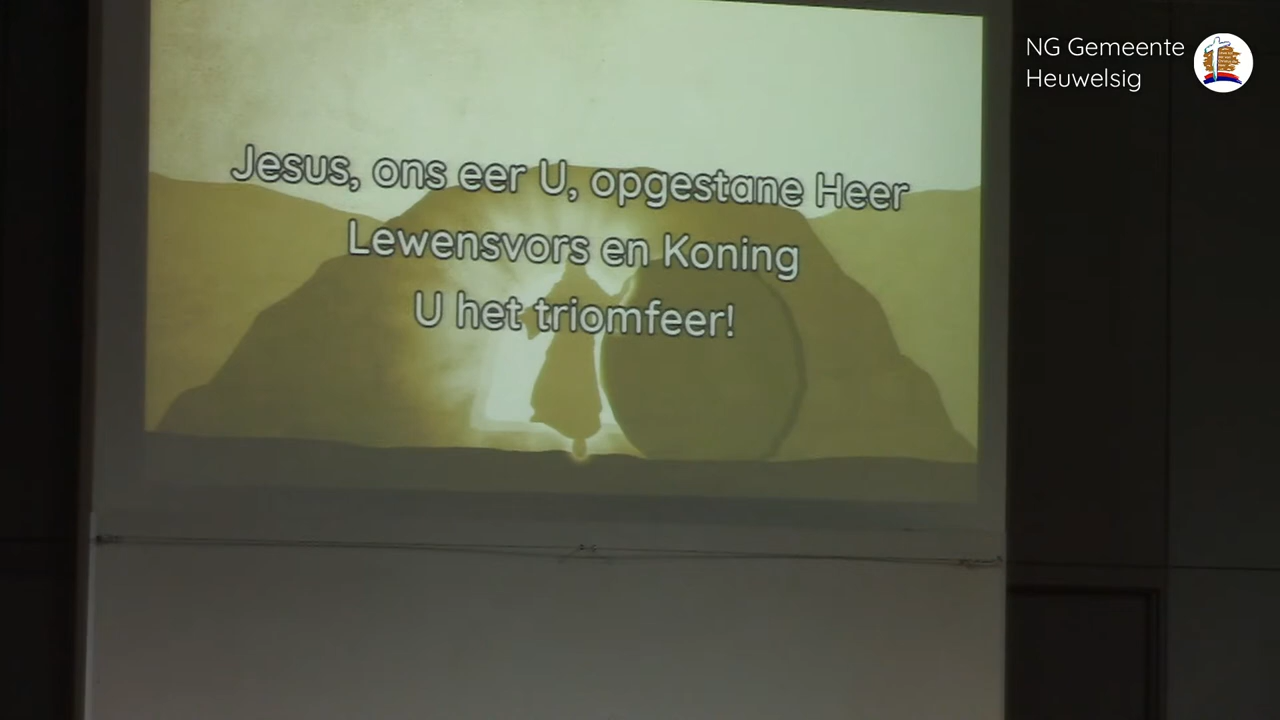 NG Gemeente
Heuwelsig
Jesus, ons eer U, opgestane Heer
Lewensvors en Koning
U het triomfeer!